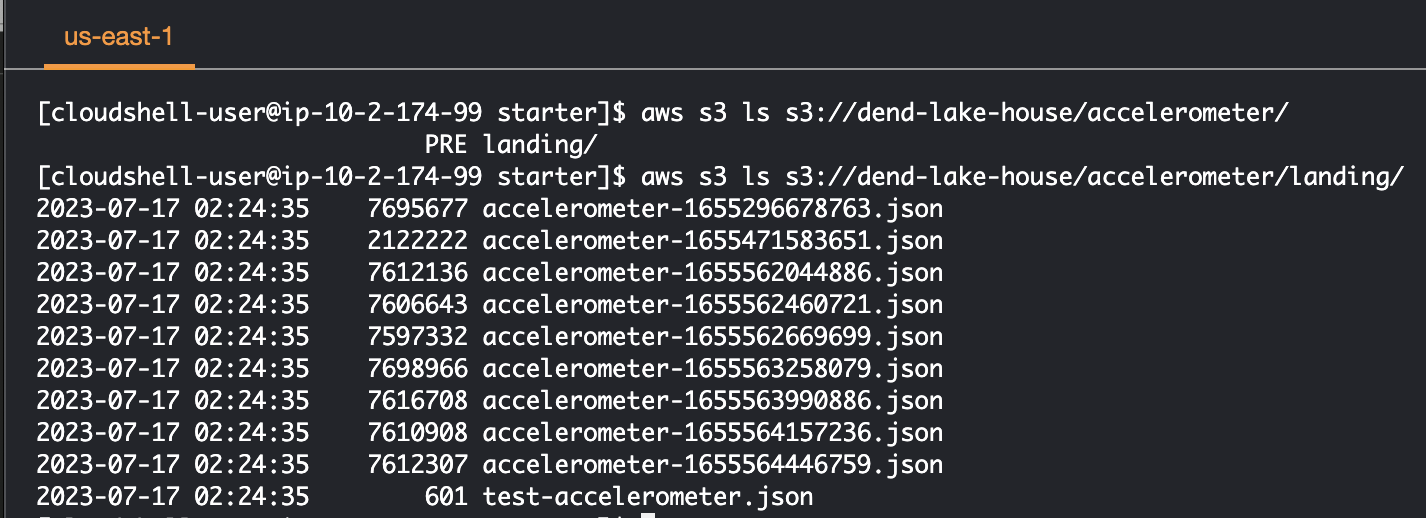 us-east-1
[cloudshell-user@ip-10-2-174-99 starter]$ aws s3 ls s3://dend-lake-house/accelerometer/
                           PRE landing/
[cloudshell-user@ip-10-2-174-99 starter]$ aws s3 ls s3://dend-lake-house/accelerometer/landing/
2023-07-17 02:24:35    7695677 accelerometer-1655296678763.json
2023-07-17 02:24:35    2122222 accelerometer-1655471583651.json
2023-07-17 02:24:35    7612136 accelerometer-1655562044886.json
2023-07-17 02:24:35    7606643 accelerometer-1655562460721.json
2023-07-17 02:24:35    7597332 accelerometer-1655562669699.json
2023-07-17 02:24:35    7698966 accelerometer-1655563258079.json
2023-07-17 02:24:35    7616708 accelerometer-1655563990886.json
2023-07-17 02:24:35    7610908 accelerometer-1655564157236.json
2023-07-17 02:24:35    7612307 accelerometer-1655564446759.json
2023-07-17 02:24:35        601 test-accelerometer.json